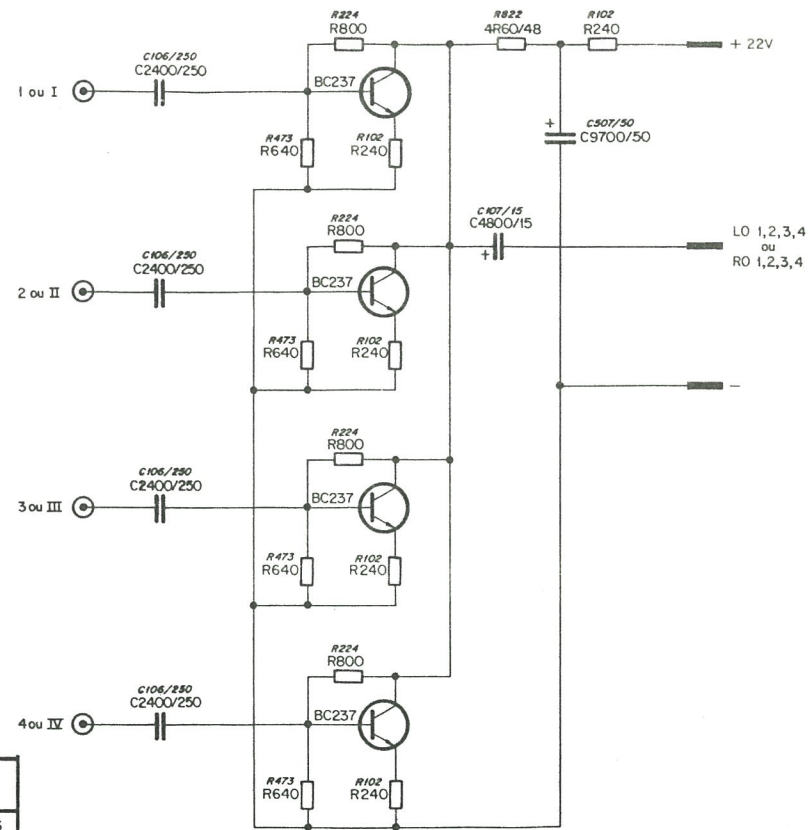 R224
R800
R822
4R60/48
R102
R240
+ 22V
C106/250
C2400/250
1 ou I
BC237
C507/50
C9700/50
+
R473
R640
R102
R240
R224
R800
C107/15
C4800/15
+
LO 1,2,3,4
ou
RO 1,2,3,4
C106/250
C2400/250
2 ou II
BC237
R473
R640
R102
R240
-
R224
R800
C106/250
C2400/250
3 ou III
BC237
R473
R640
R102
R240
R224
R800
C106/250
C2400/250
4 ou IV
BC237
R473
R640
R102
R240